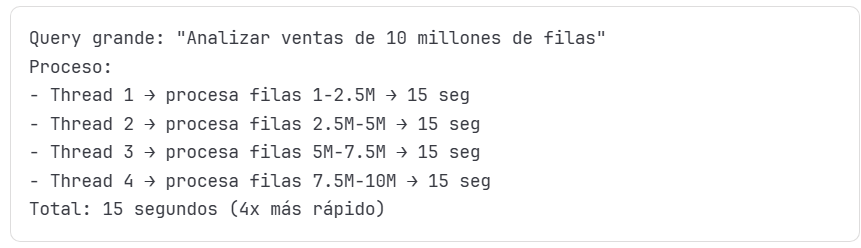 Query grande: "Analizar ventas de 10 millones de filas"
Proceso:
- Thread 1 → procesa filas 1-2.5M → 15 seg
- Thread 2 → procesa filas 2.5M-5M → 15 seg
- Thread 3 → procesa filas 5M-7.5M → 15 seg
- Thread 4 → procesa filas 7.5M-10M → 15 seg
Total: 15 segundos (4x más rápido)